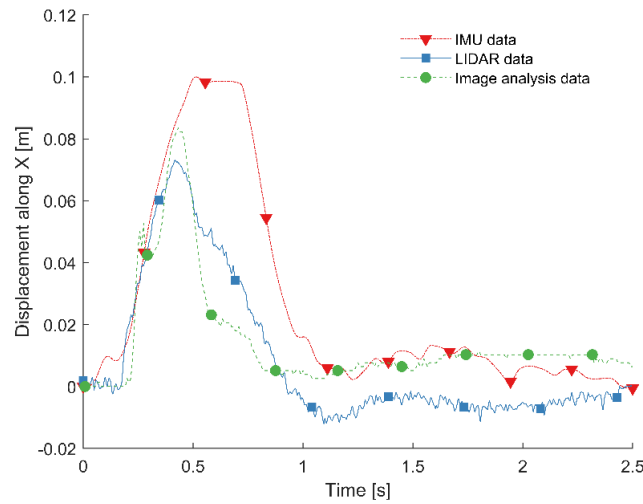 IMU data
LIDAR data
Image analysis data
0.12
0.1
0.08
0.06
0.04
0.02
0
-0.02
Displacement along X [m]
0
0.5
1
1.5
2
2.5
Time [s]